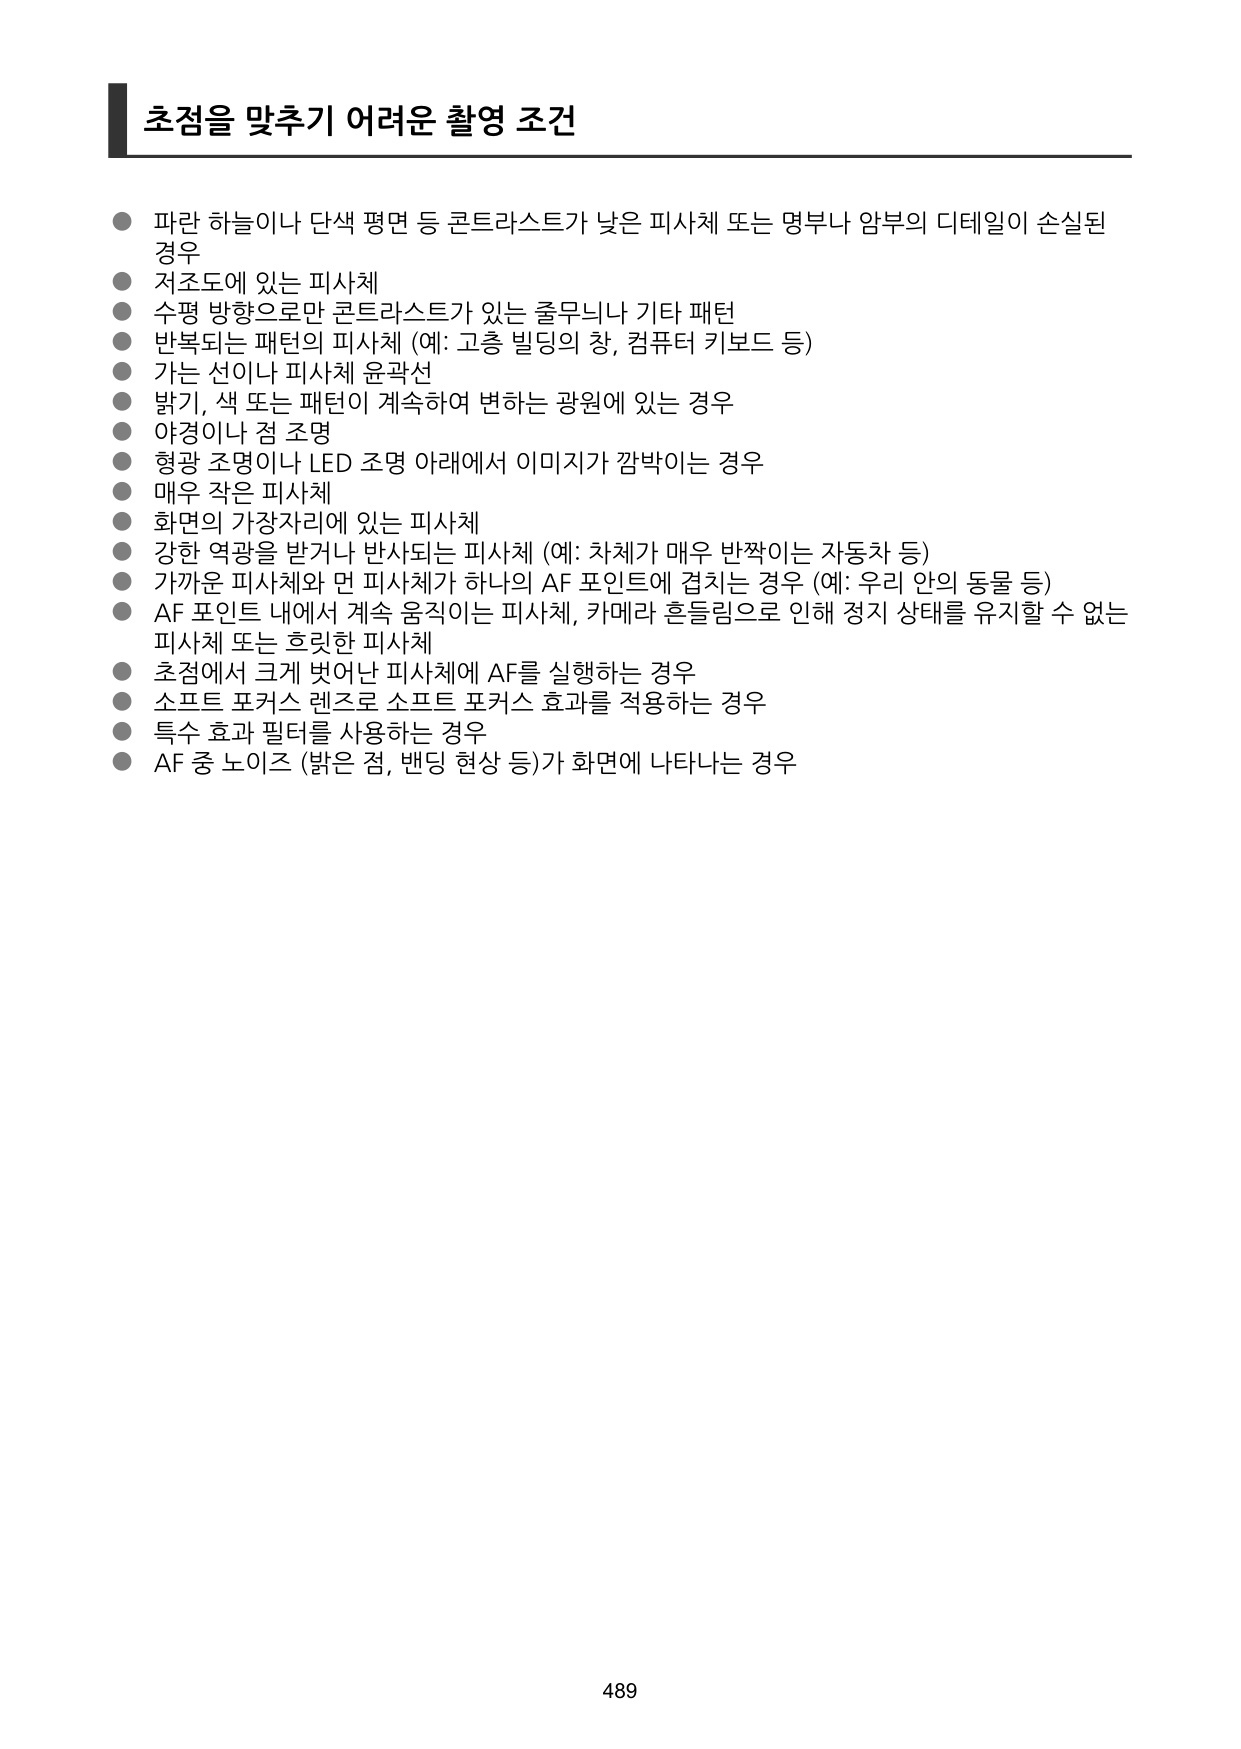 초점을 맞추기 어려운 촬영 조건
● 파란 하늘이나 단색 평면 등 콘트라스트가 낮은 피사체 또는 명부나 암부의 디테일이 손실된
경우
● 저조도에 있는 피사체
● 수평 방향으로만 콘트라스트가 있는 줄무늬나 기타 패턴
● 반복되는 패턴의 피사체 (예: 고층 빌딩의 창, 컴퓨터 키보드 등)
● 가는 선이나 피사체 윤곽선
● 밝기, 색 또는 패턴이 계속하여 변하는 광원에 있는 경우
● 야경이나 점 조명
● 형광 조명이나 LED 조명 아래에서 이미지가 깜박이는 경우
● 매우 작은 피사체
● 화면의 가장자리에 있는 피사체
● 강한 역광을 받거나 반사되는 피사체 (예: 차체가 매우 반짝이는 자동차 등)
● 가까운 피사체와 먼 피사체가 하나의 AF 포인트에 겹치는 경우 (예: 우리 안의 동물 등)
● AF 포인트 내에서 계속 움직이는 피사체, 카메라 흔들림으로 인해 정지 상태를 유지할 수 없는
피사체 또는 흐릿한 피사체
● 초점에서 크게 벗어난 피사체에 AF를 실행하는 경우
● 소프트 포커스 렌즈로 소프트 포커스 효과를 적용하는 경우
● 특수 효과 필터를 사용하는 경우
● AF 중 노이즈 (밝은 점, 밴딩 현상 등)가 화면에 나타나는 경우
489